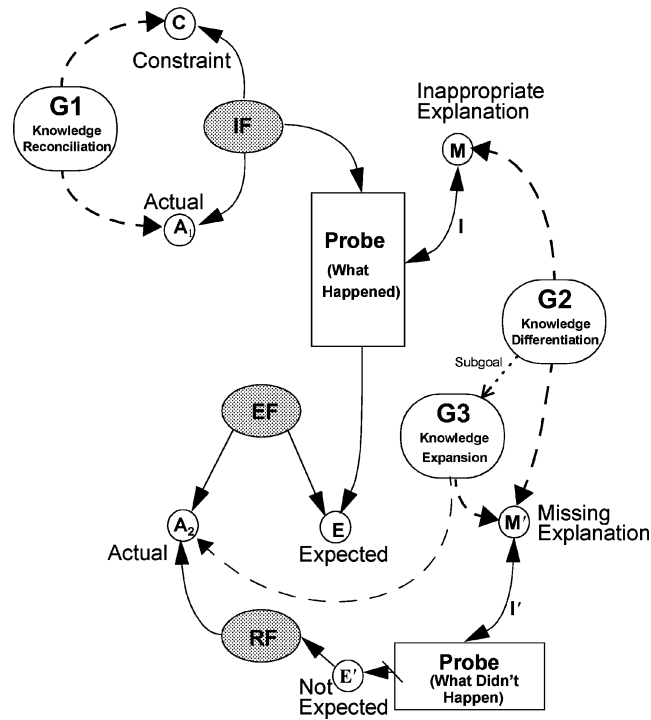 C
Constraint
G1
Knowledge
Reconciliation
IF
Actual
A1
Inappropriate
Explanation
M
I
Probe
(What
Happened)
G2
Knowledge
Differentiation
Subgoal
G3
Knowledge
Expansion
EF
A2
Actual
E
Expected
M'
Missing
Explanation
I'
RF
E'
Not
Expected
Probe
(What Didn't
Happen)